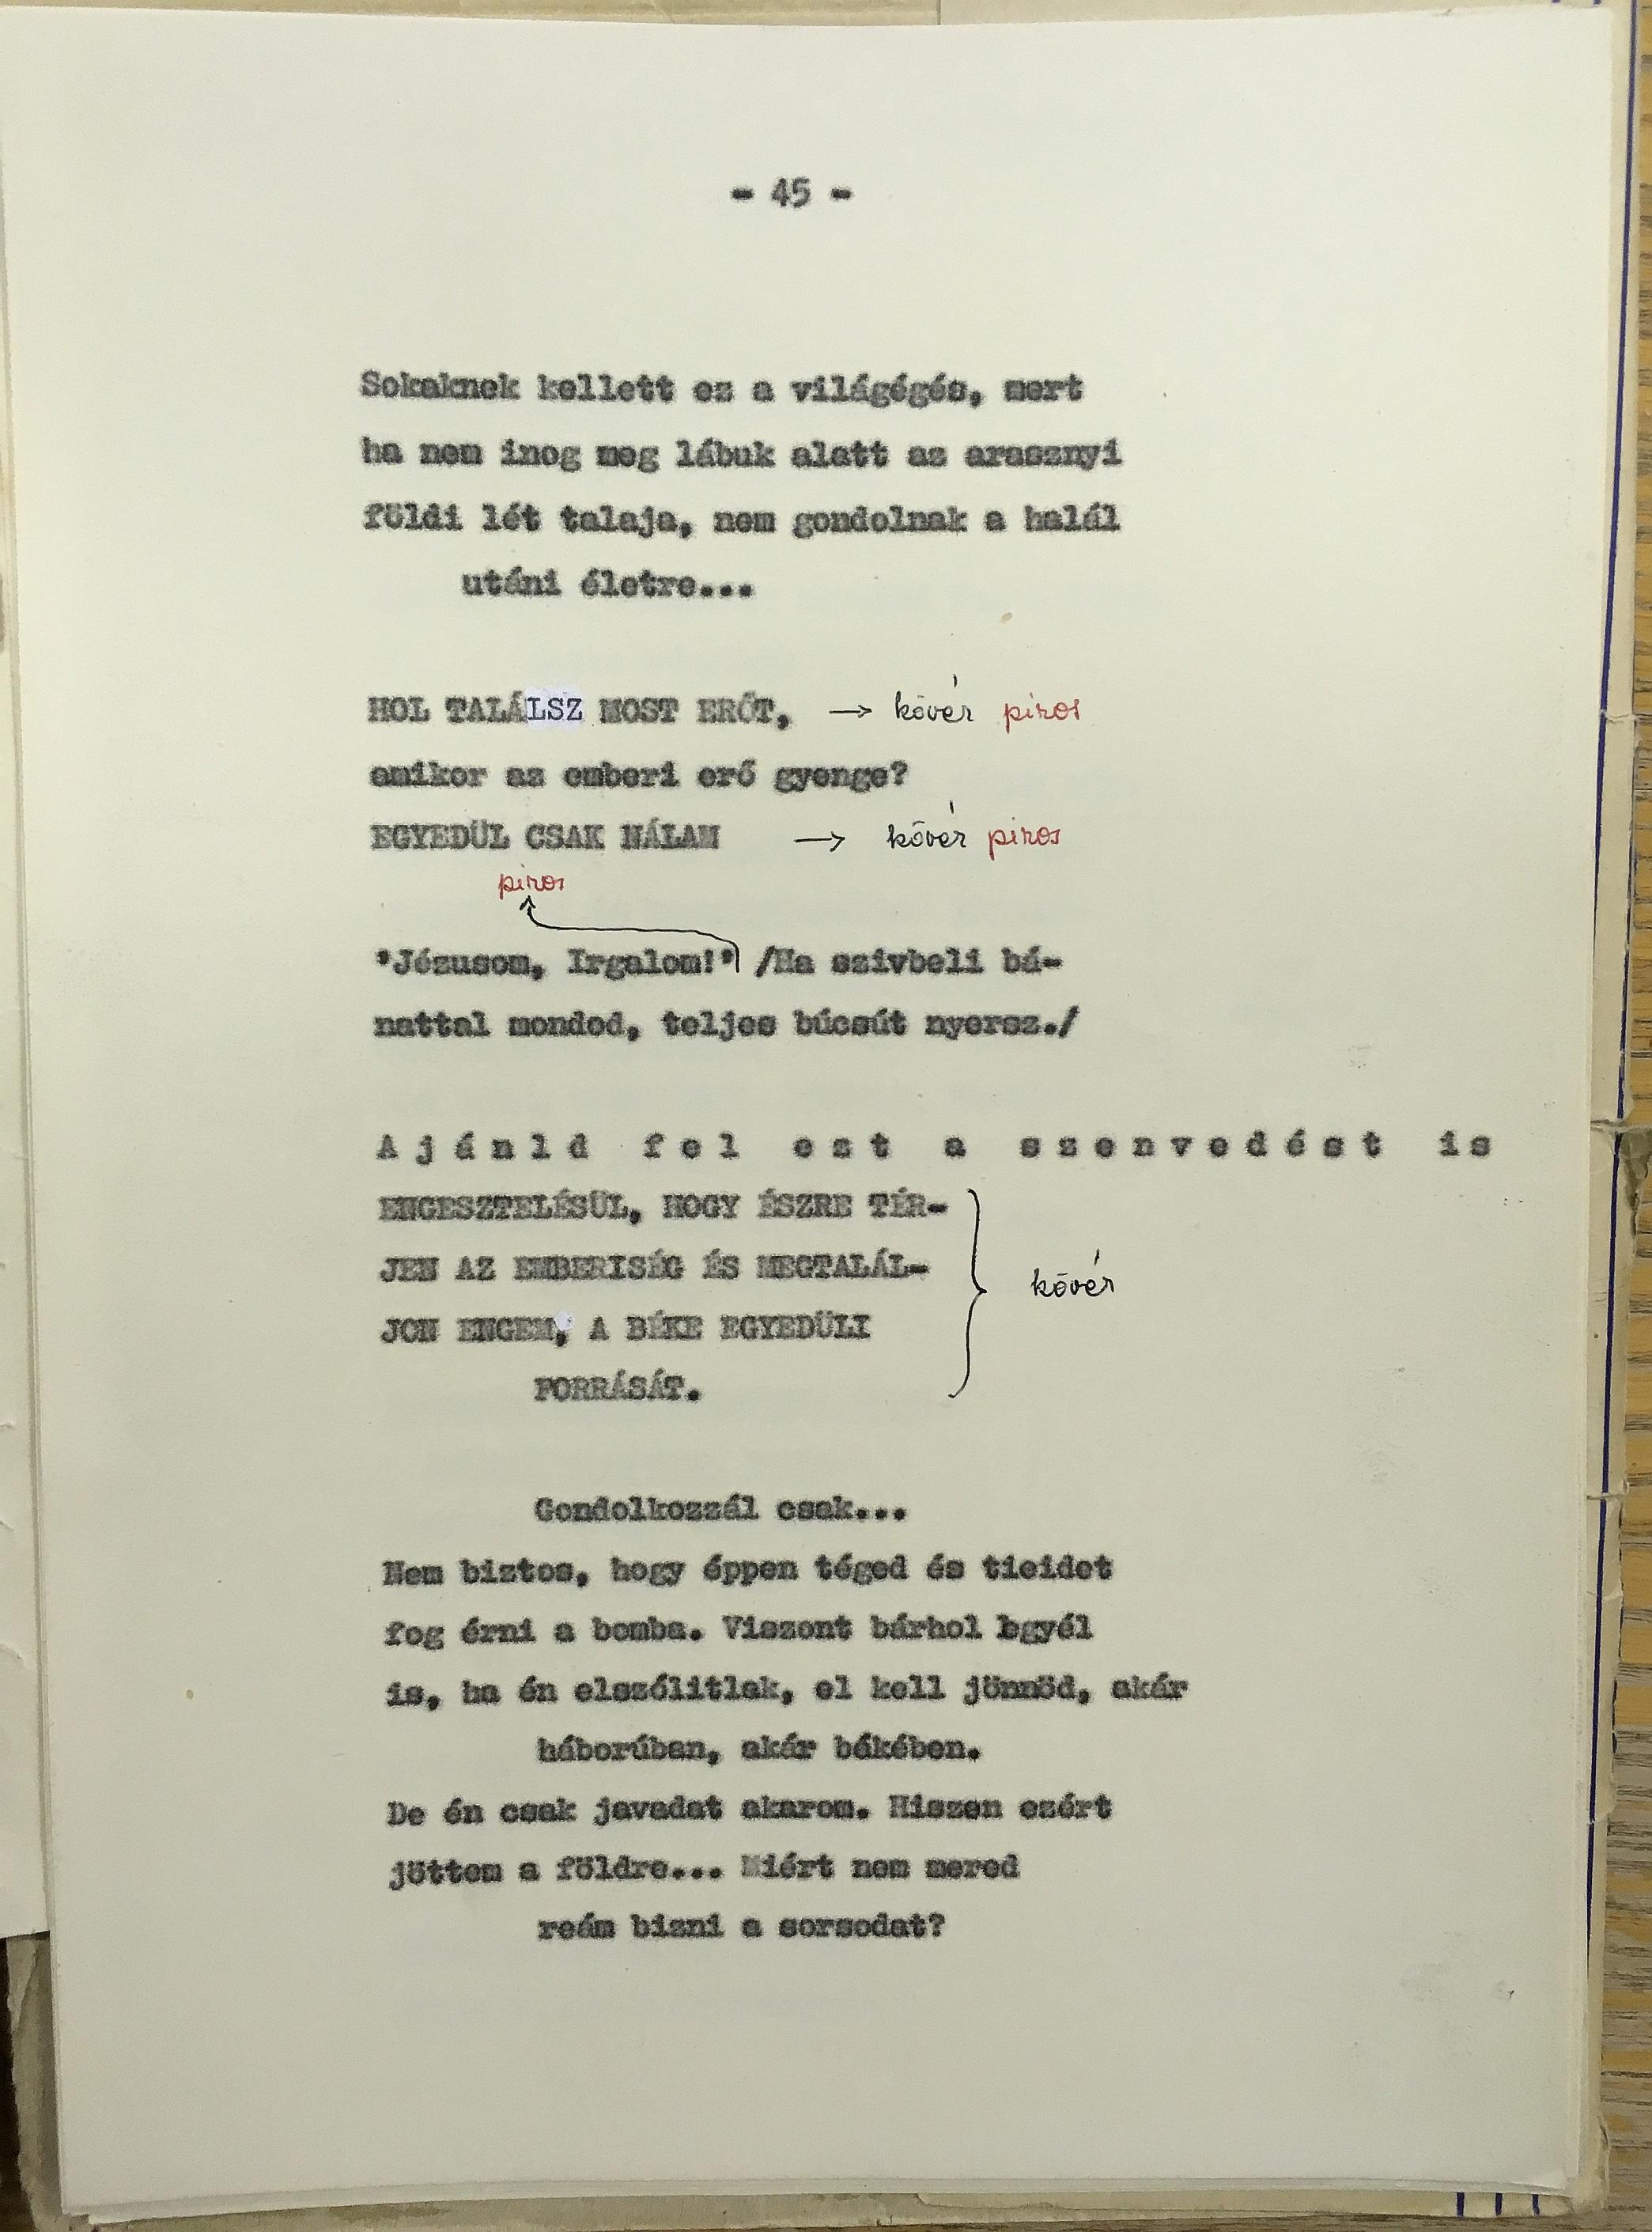 - 45 -
Sokaknek kellett ez a világégés, mert
ha nem inog meg lábuk alatt az arasznyi
földi lét talaja, nem gondolnak a halál
utáni életre...
HOL TALÁLSZ MOST ERŐT, → kövér piros
amikor az emberi erő gyenge?
EGYEDÜL CSAK NÁLAM → kövér piros
piros
"Jézusom, Irgalom!" /Ha szivbeli bá-
nattal mondod, teljes búcsút nyersz./
A j á n l d f e l e z t a s z e n v e d é s t i s
ENGESZTELÉSÜL, HOGY ÉSZRE TÉR-
JEN AZ EMBERISÉG ÉS MEGTALÁL-
JON ENGEM, A BÉKE EGYEDÜLI
FORRÁSÁT.
kövér
Gondolkozzál csak...
Nem biztos, hogy éppen téged és tieidet
fog érni a bomba. Viszont bárhol légyél
is, ha én elszólitlak, el kell jönnöd, akár
háborúban, akár békében.
De én csak javadat akarom. Hiszen ezért
jöttem a földre... Miért nem mered
reám bizni a sorsodat?